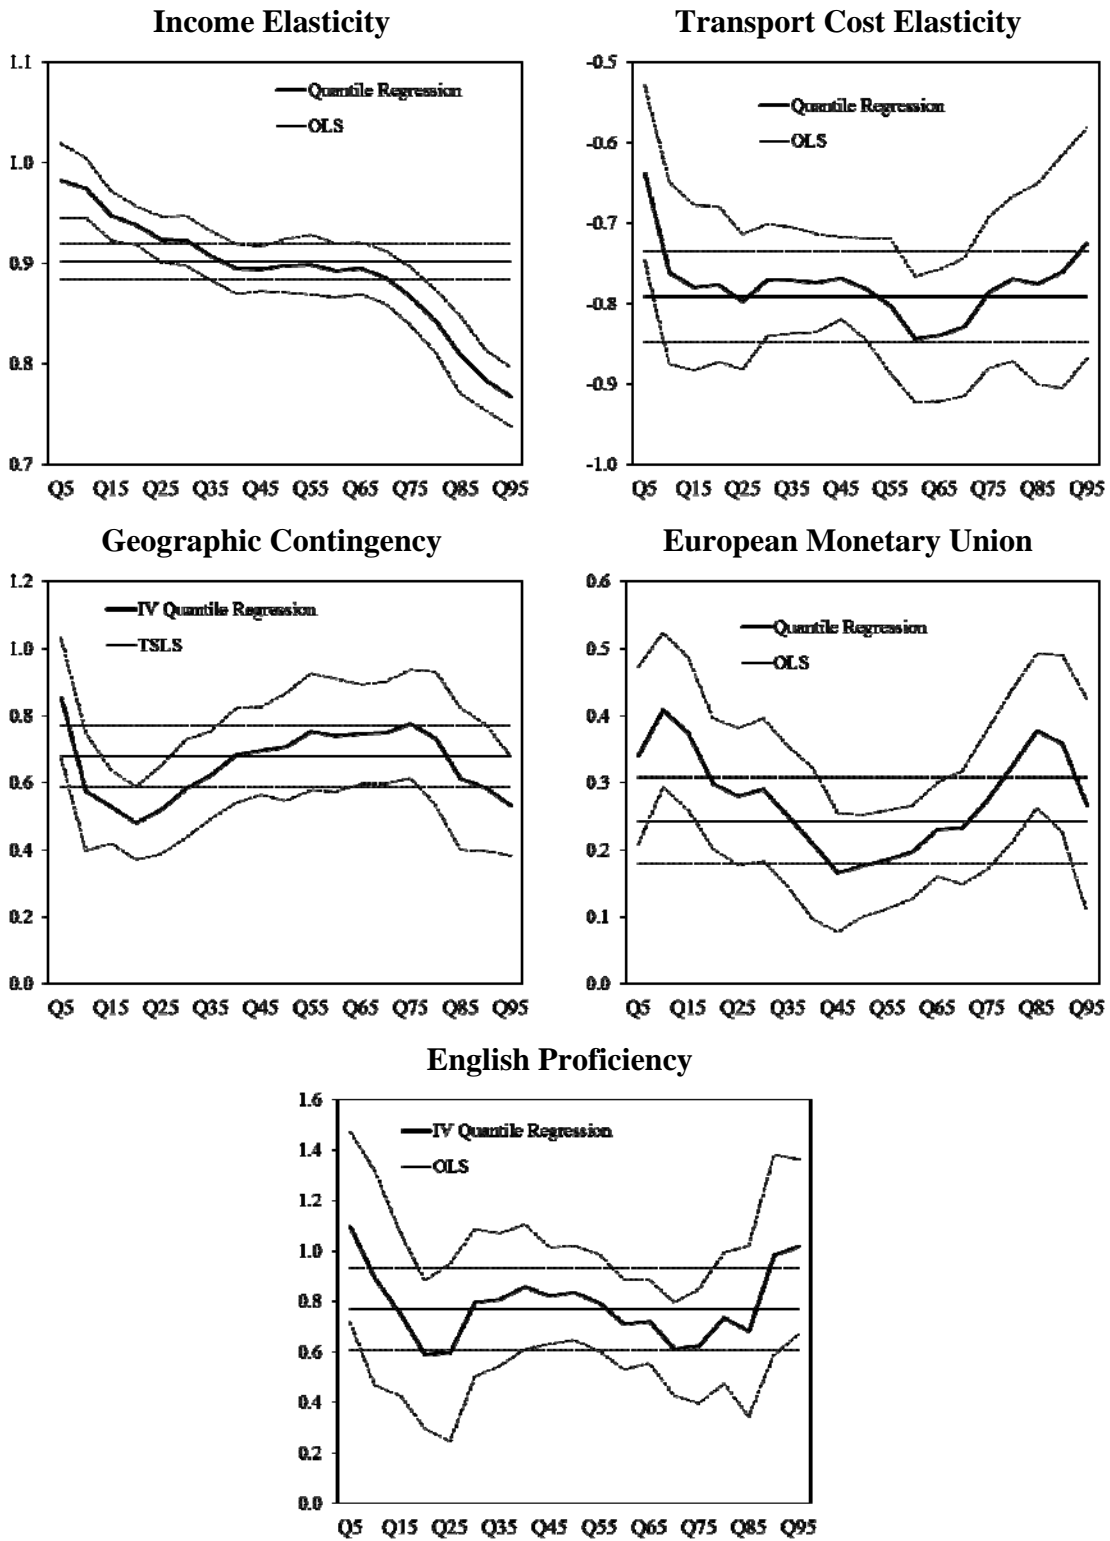 Income Elasticity
Transport Cost Elasticity
1.1
1.0
0.9
0.8
0.7
Quantile Regression
OLS
Q5 Q15 Q25 Q35 Q45 Q55 Q65 Q75 Q85 Q95
-0.5
-0.6
-0.7
-0.8
-0.9
-1.0
Quantile Regression
OLS
Q5 Q15 Q25 Q35 Q45 Q55 Q65 Q75 Q85 Q95
Geographic Contingency
European Monetary Union
1.2
1.0
0.8
0.6
0.4
0.2
0.0
IV Quantile Regression
TSLS
Q5 Q15 Q25 Q35 Q45 Q55 Q65 Q75 Q85 Q95
0.6
0.5
0.4
0.3
0.2
0.1
0.0
Quantile Regression
OLS
Q5 Q15 Q25 Q35 Q45 Q55 Q65 Q75 Q85 Q95
English Proficiency
1.6
1.4
1.2
1.0
0.8
0.6
0.4
0.2
0.0
IV Quantile Regression
OLS
Q5 Q15 Q25 Q35 Q45 Q55 Q65 Q75 Q85 Q95